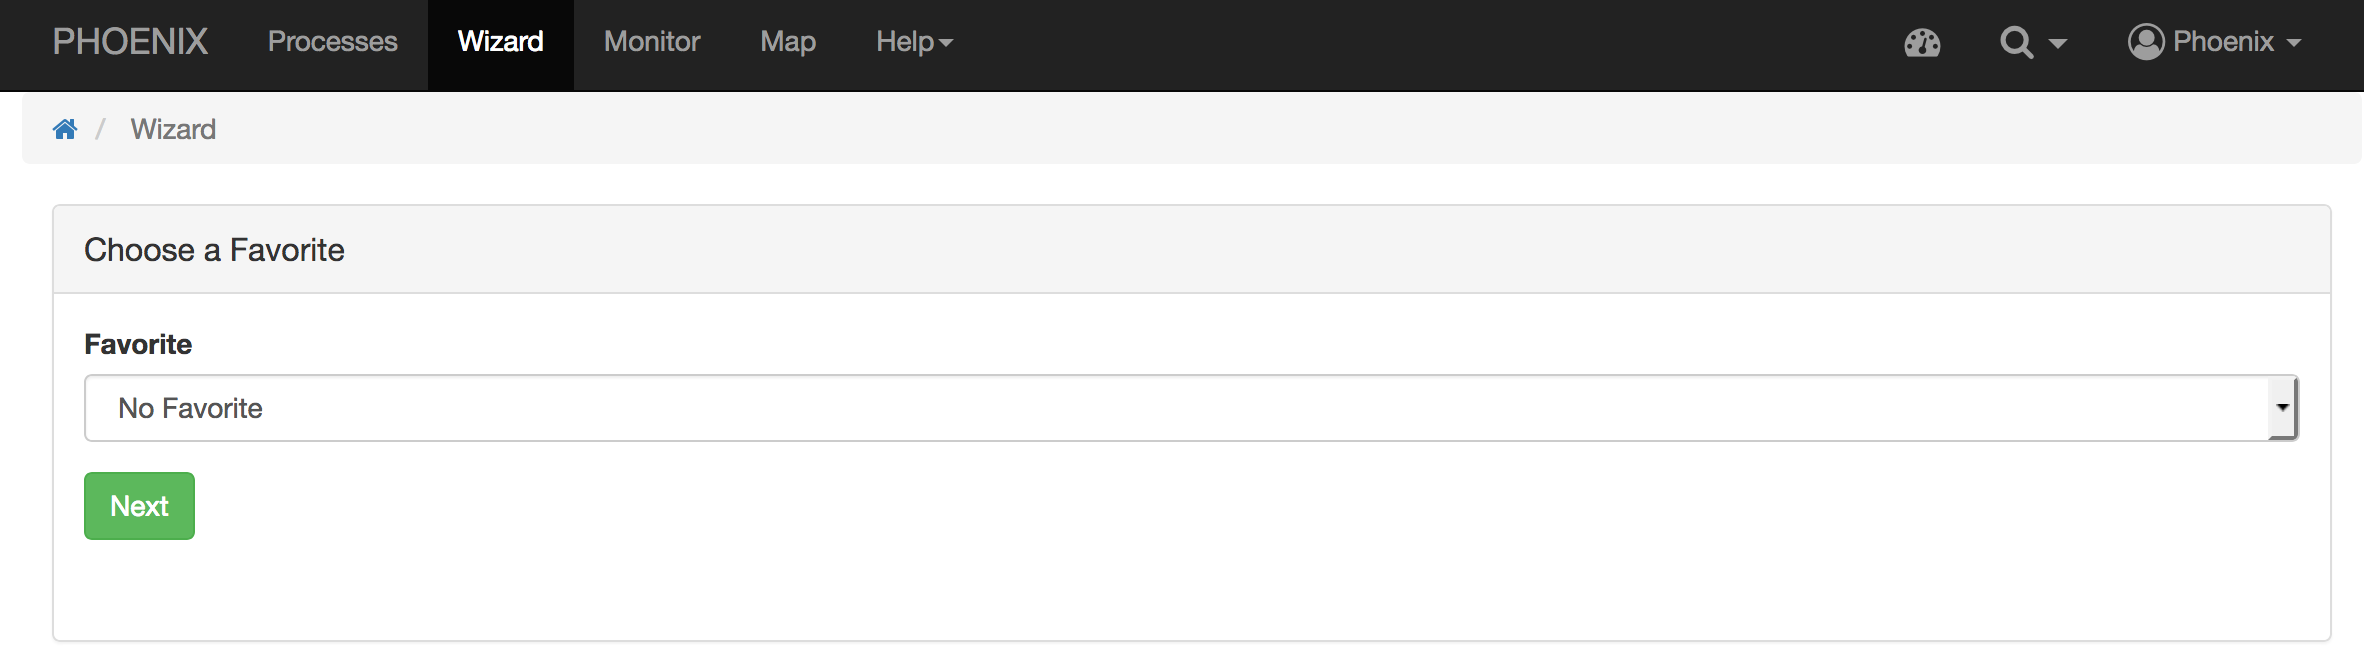 PHOENIX Processes Wizard Monitor Map Help Phoenix
/ Wizard
Choose a Favorite
Favorite
No Favorite
Next